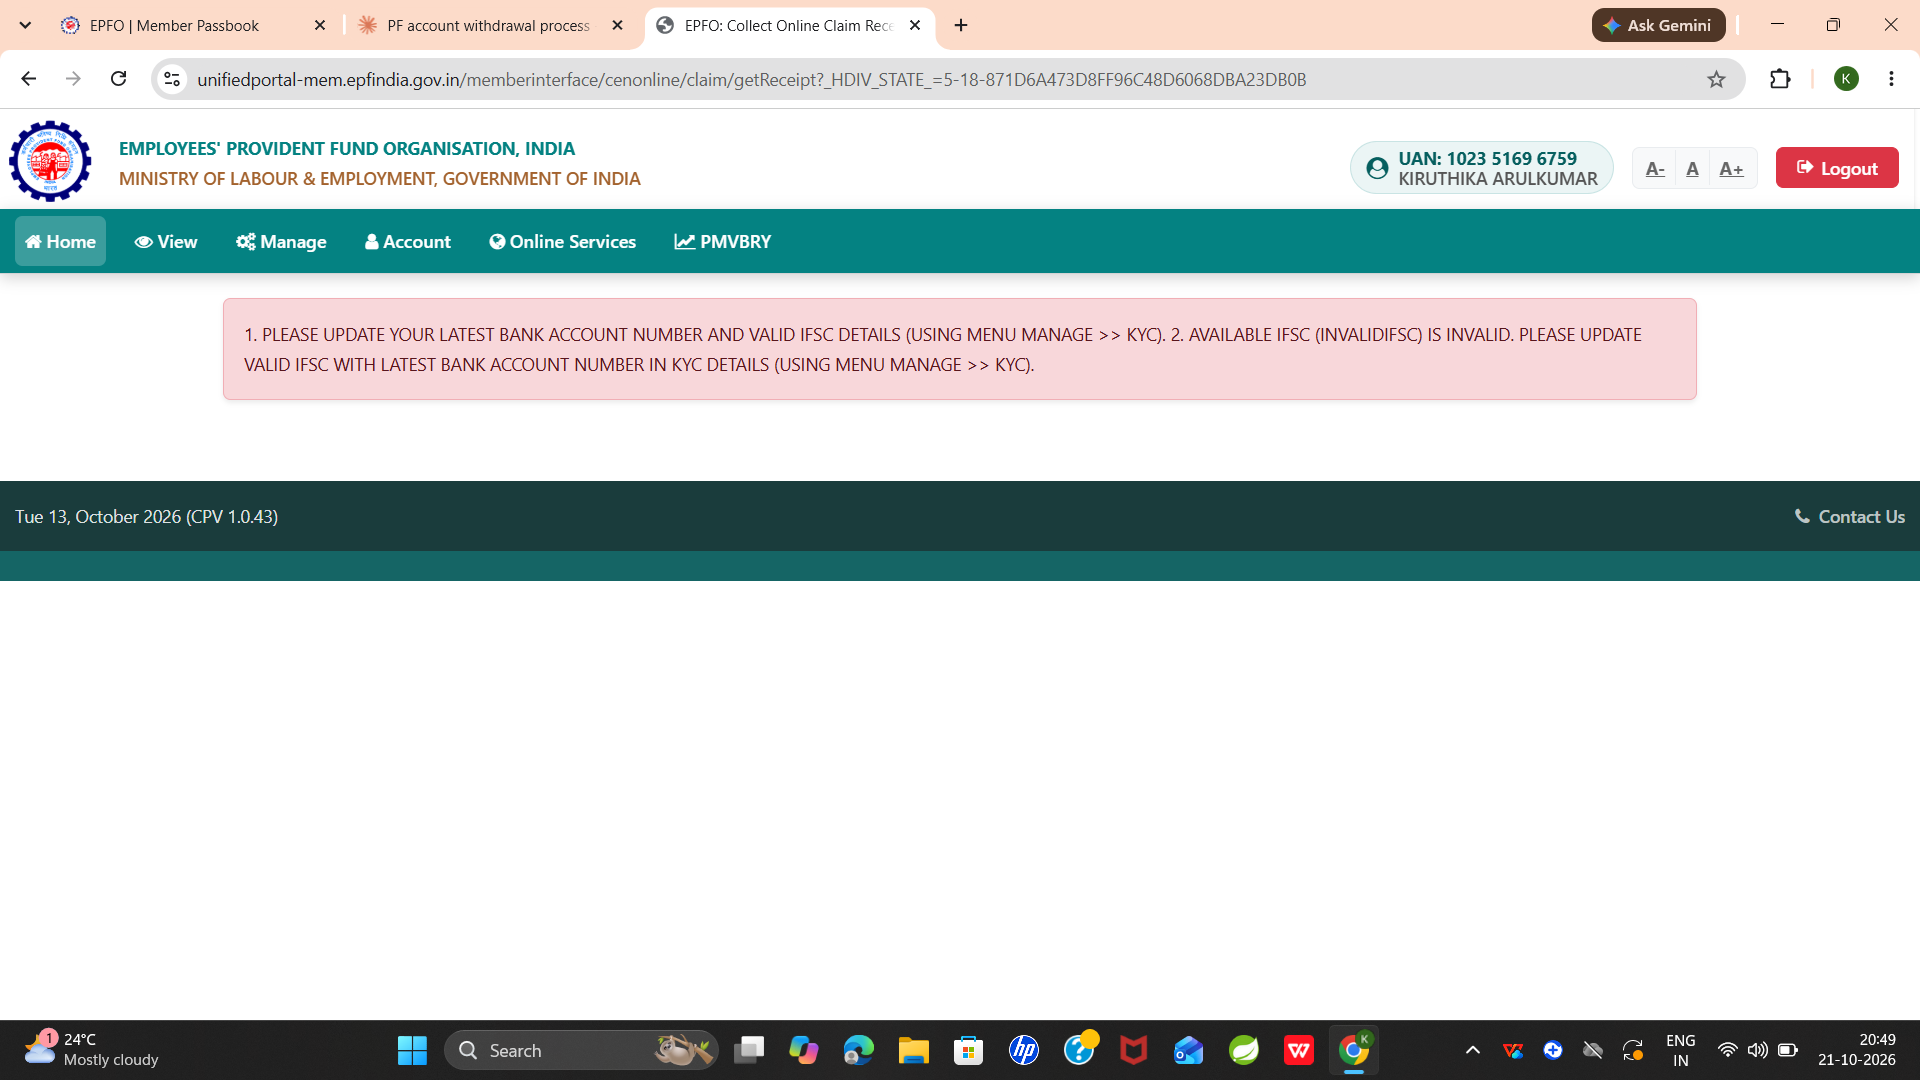 EPFO | Member Passbook
PF account withdrawal process
EPFO: Collect Online Claim Rece
Ask Gemini
unifiedportal-mem.epfindia.gov.in/memberinterface/cenonline/claim/getReceipt?_HDIV_STATE_=5-18-871D6A473D8FF96C48D6068DBA23DB0B
K
EMPLOYEES' PROVIDENT FUND ORGANISATION, INDIA
MINISTRY OF LABOUR & EMPLOYMENT, GOVERNMENT OF INDIA
UAN: 1023 5169 6759
KIRUTHIKA ARULKUMAR
A- A A+
Logout
Home View Manage Account Online Services PMVBRY
1. PLEASE UPDATE YOUR LATEST BANK ACCOUNT NUMBER AND VALID IFSC DETAILS (USING MENU MANAGE >> KYC). 2. AVAILABLE IFSC (INVALIDIFSC) IS INVALID. PLEASE UPDATE
VALID IFSC WITH LATEST BANK ACCOUNT NUMBER IN KYC DETAILS (USING MENU MANAGE >> KYC).
Tue 13, October 2026 (CPV 1.0.43)
Contact Us
1
24°C
Mostly cloudy
Search
hp
K
ENG
IN
20:49
21-10-2026